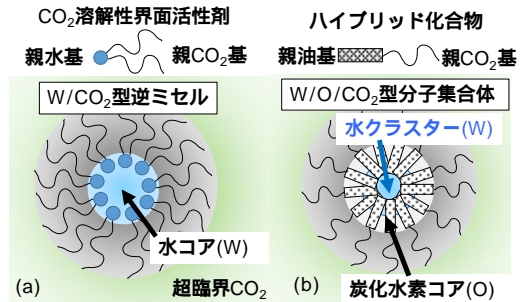 CO₂溶解性界面活性剤
親水基
親CO₂基
W/CO₂型逆ミセル
水コア(W)
(a)
超臨界CO₂
ハイブリッド化合物
親油基
親CO₂基
W/O/CO₂型分子集合体
水クラスター(W)
(b)
炭化水素コア(O)